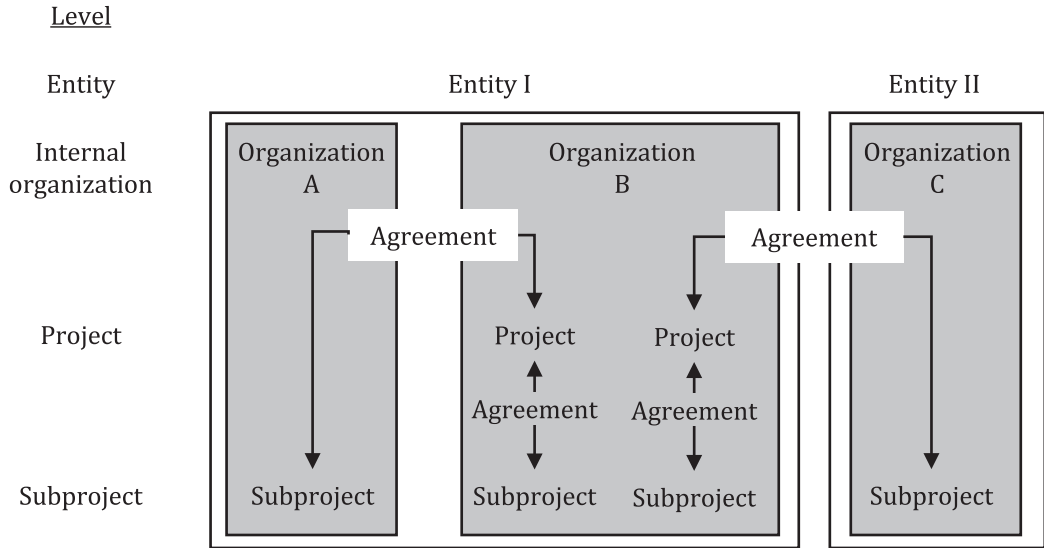 Level
Entity
Entity I
Entity II
Internal
organization
Organization
A
Organization
B
Organization
C
Agreement
Agreement
Project
Project
Project
Agreement
Agreement
Subproject
Subproject
Subproject
Subproject
Subproject